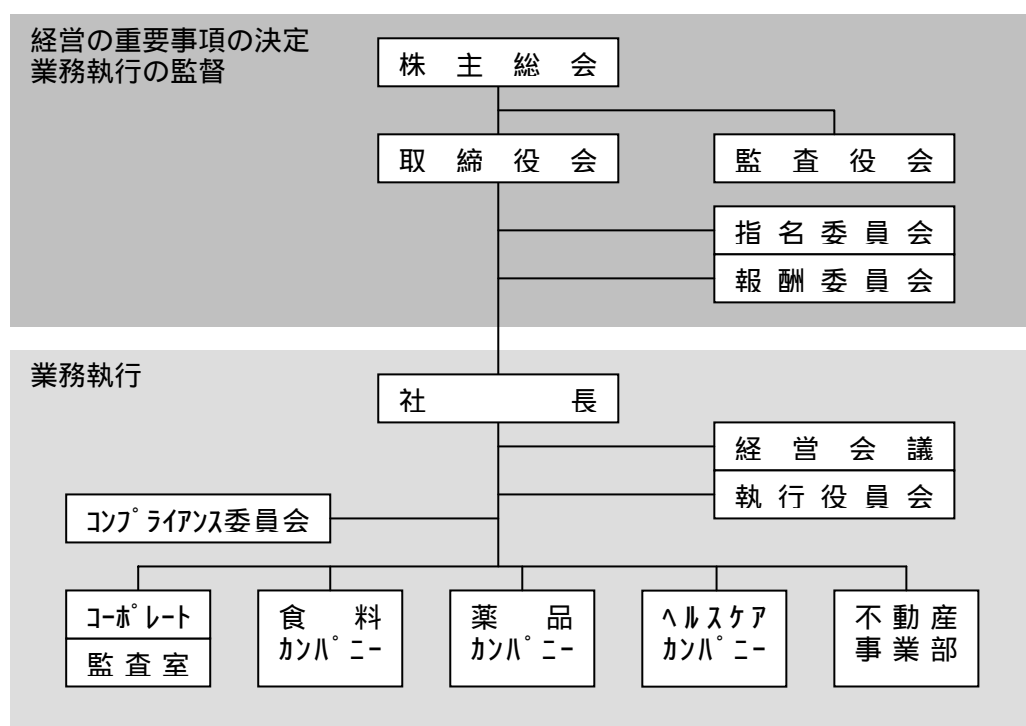 経営の重要事項の決定
業務執行の監督
株主総会
取締役会
監査役会
指名委員会
報酬委員会
業務執行
社長
経営会議
執行役員会
ｺﾝﾌﾟﾗｲｱﾝｽ委員会
ｺｰﾎﾟﾚｰﾄ
監査室
食料
ｶﾝﾊﾟﾆｰ
薬品
ｶﾝﾊﾟﾆｰ
ﾍﾙｽｹｱ
ｶﾝﾊﾟﾆｰ
不動産
事業部